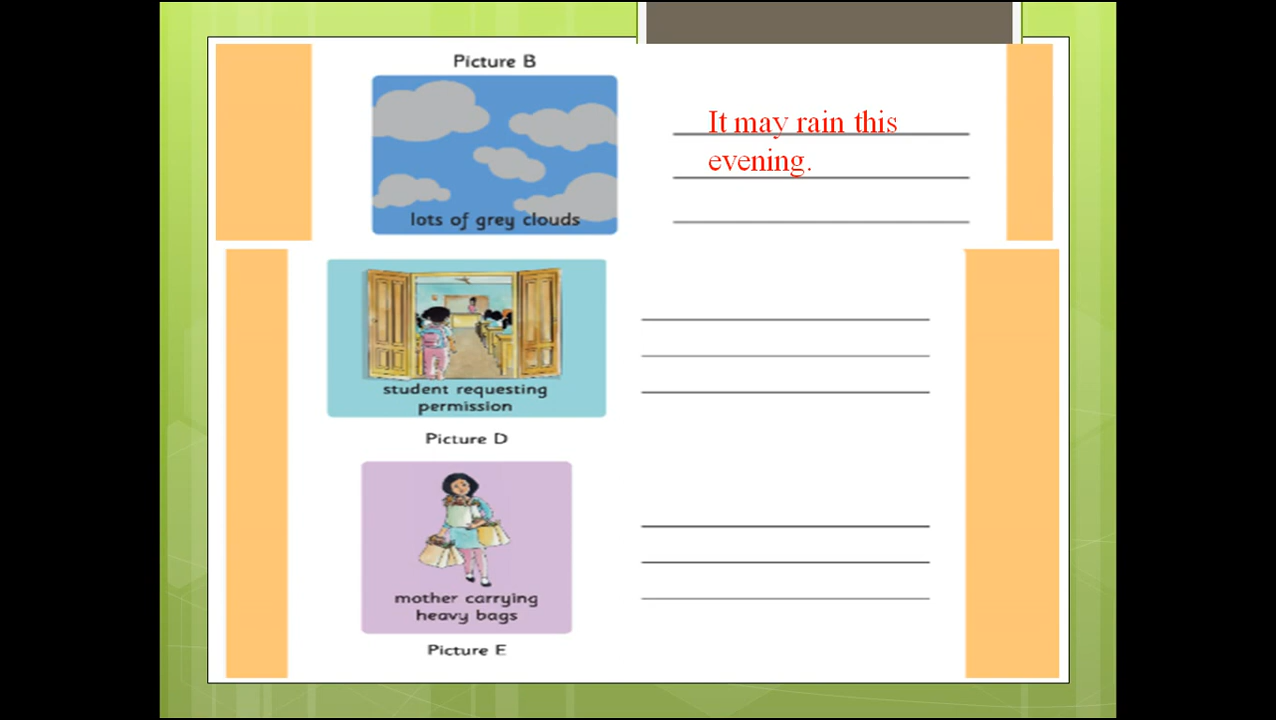 Picture B
It may rain this
evening.
lots of grey clouds
student requesting
permission
Picture D
mother carrying
heavy bags
Picture E